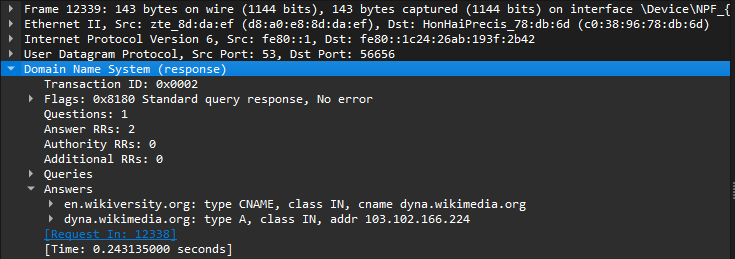 Frame 12339: 143 bytes on wire (1144 bits), 143 bytes captured (1144 bits) on interface \Device\NPF_{
Ethernet II, Src: zte_8d:da:ef (d8:a0:e8:8d:da:ef), Dst: HonHaiPrecis_78:db:6d (c0:38:96:78:db:6d)
Internet Protocol Version 6, Src: fe80::1, Dst: fe80::1c24:26ab:193f:2b42
User Datagram Protocol, Src Port: 53, Dst Port: 56656
Domain Name System (response)
Transaction ID: 0x0002
Flags: 0x8180 Standard query response, No error
Questions: 1
Answer RRs: 2
Authority RRs: 0
Additional RRs: 0
Queries
Answers
en.wikiversity.org: type CNAME, class IN, cname dyna.wikimedia.org
dyna.wikimedia.org: type A, class IN, addr 103.102.166.224
[Request In: 12338]
[Time: 0.243135000 seconds]